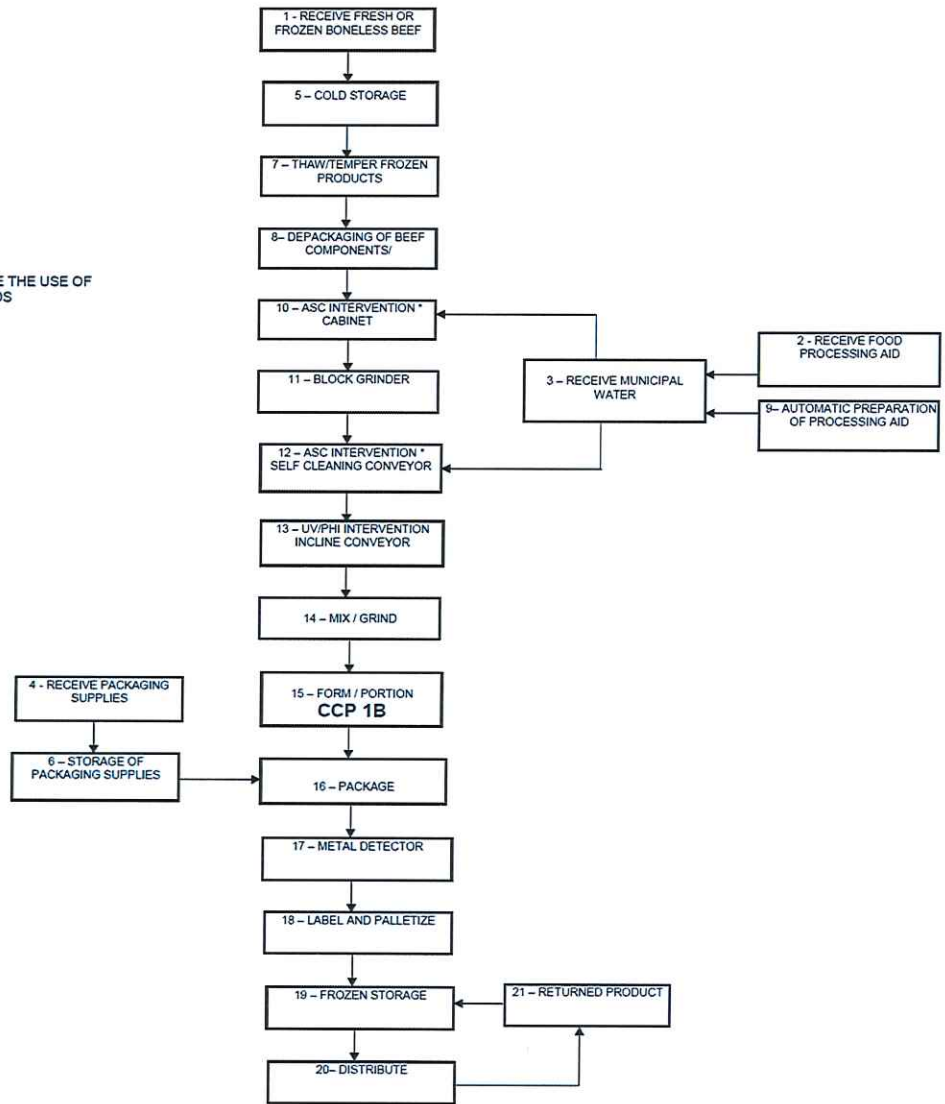 1 - RECEIVE FRESH OR
FROZEN BONELESS BEEF
5 – COLD STORAGE
7 – THAW/TEMPER FROZEN
PRODUCTS
8– DEPACKAGING OF BEEF
COMPONENTS/
E THE USE OF
OS
10 – ASC INTERVENTION *
CABINET
2 - RECEIVE FOOD
PROCESSING AID
3 – RECEIVE MUNICIPAL
WATER
9– AUTOMATIC PREPARATION
OF PROCESSING AID
11 – BLOCK GRINDER
12 – ASC INTERVENTION *
SELF CLEANING CONVEYOR
13 – UV/PHI INTERVENTION
INCLINE CONVEYOR
14 – MIX / GRIND
4 - RECEIVE PACKAGING
SUPPLIES
15 – FORM / PORTION
CCP 1B
6 – STORAGE OF
PACKAGING SUPPLIES
16 – PACKAGE
17 – METAL DETECTOR
18 – LABEL AND PALLETIZE
19 – FROZEN STORAGE
21 – RETURNED PRODUCT
20– DISTRIBUTE